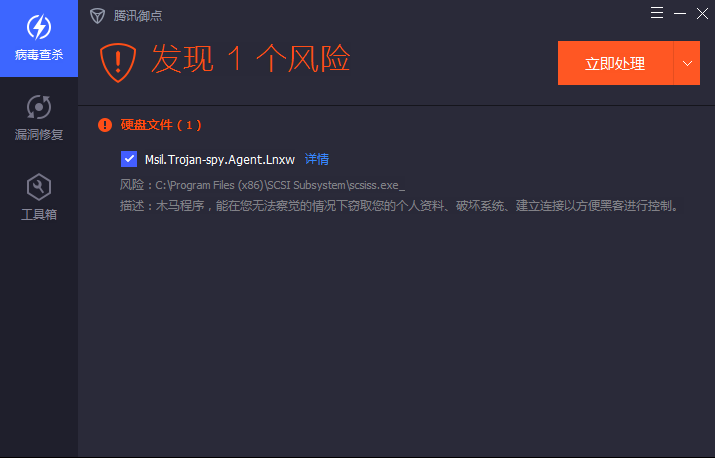 腾讯御点
病毒查杀
发现 1 个风险
立即处理
漏洞修复
工具箱
硬盘文件（1）
Msil.Trojan-spy.Agent.Lnxw 详情
风险：C:\Program Files (x86)\SCSI Subsystem\scsiss.exe_
描述：木马程序，能在您无法察觉的情况下窃取您的个人资料、破坏系统、建立连接以方便黑客进行控制。